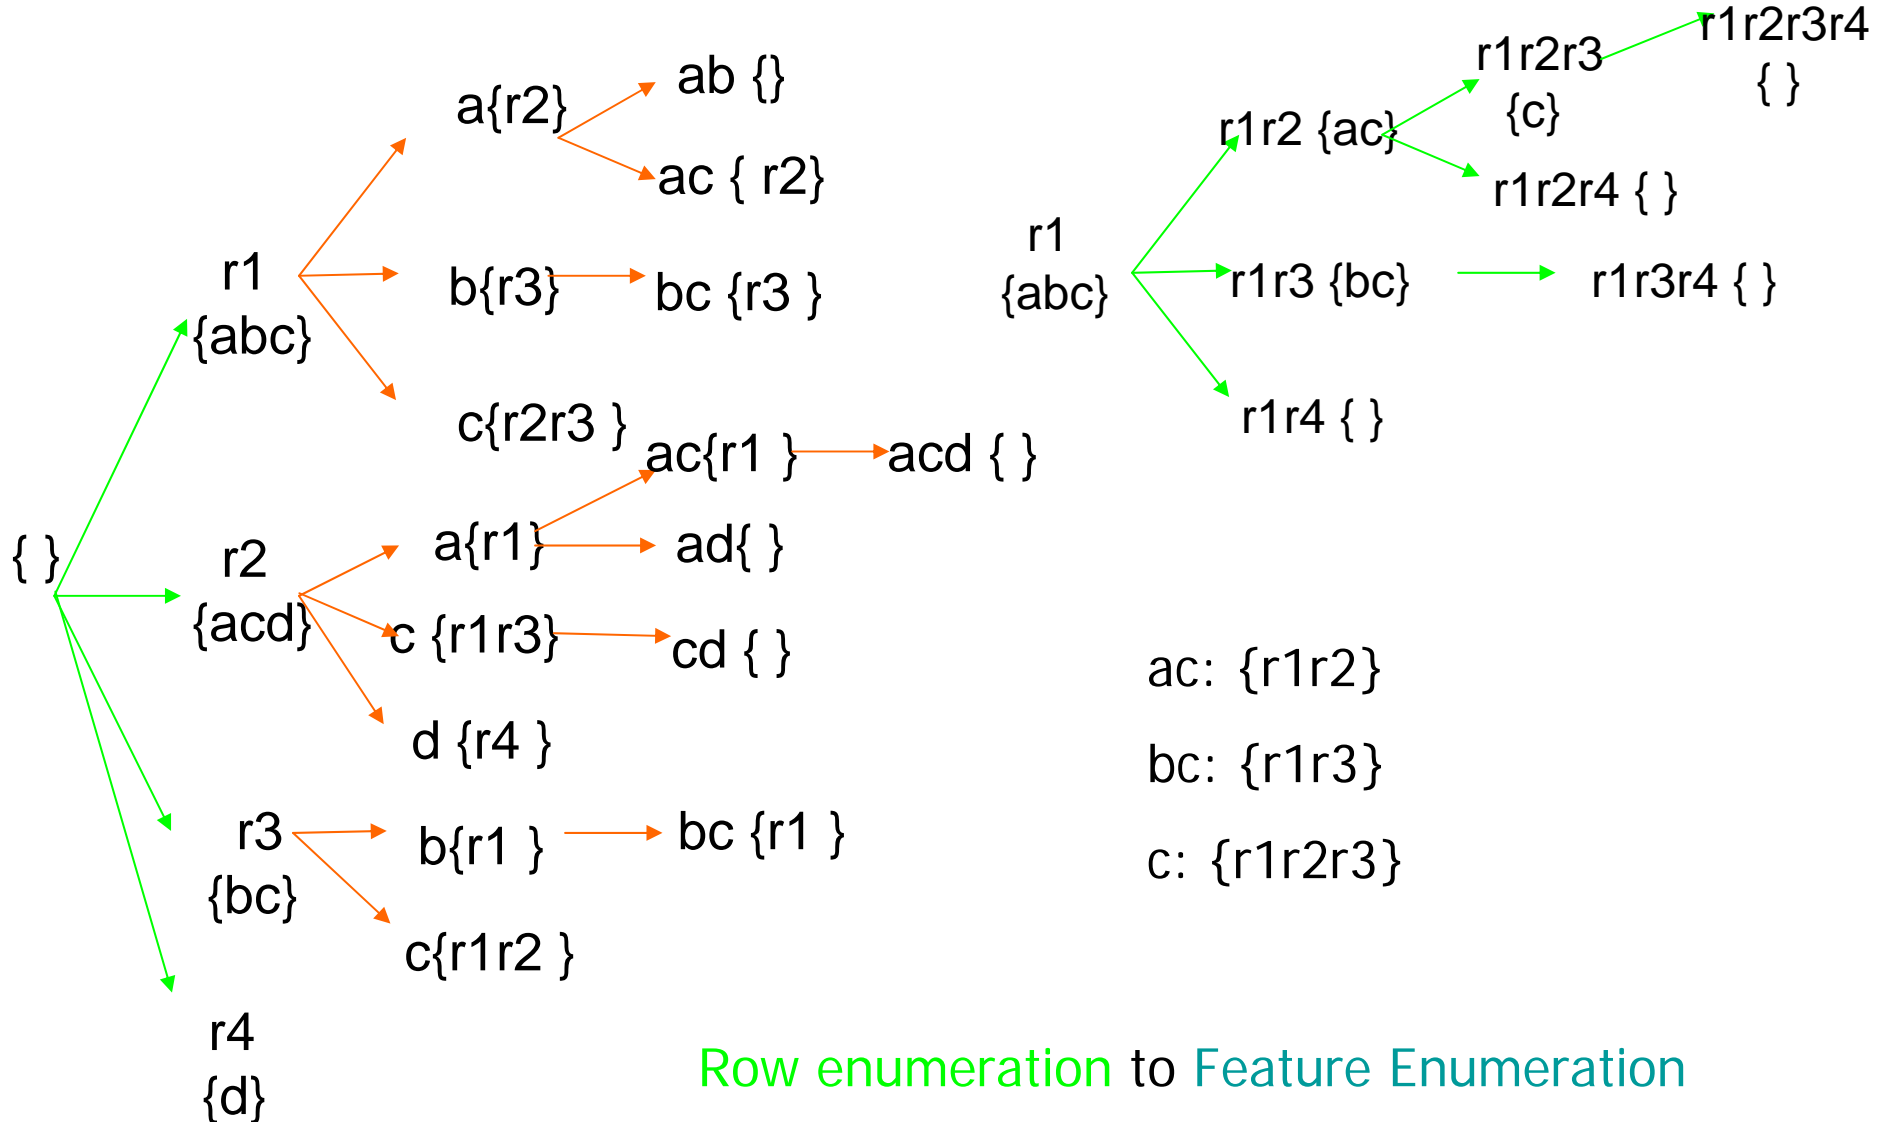 r1r2r3r4
{ }
r1r2r3
{c}
ab {}
a{r2}
r1r2 {ac}
ac { r2}
r1r2r4 { }
r1
{abc}
r1
{abc}
b{r3}
bc {r3 }
r1r3 {bc}
r1r3r4 { }
c{r2r3 }
r1r4 { }
ac{r1 }
acd { }
{ }
r2
{acd}
a{r1}
ad{ }
c {r1r3}
cd { }
d {r4 }
ac: {r1r2}
bc: {r1r3}
c: {r1r2r3}
r3
{bc}
b{r1 }
bc {r1 }
c{r1r2 }
r4
{d}
Row enumeration to Feature Enumeration